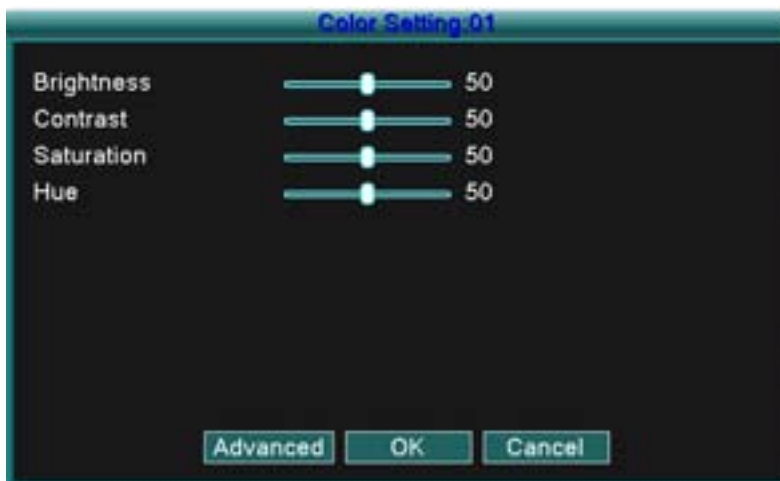 Color Setting:01
Brightness 50
Contrast 50
Saturation 50
Hue 50
Advanced OK Cancel